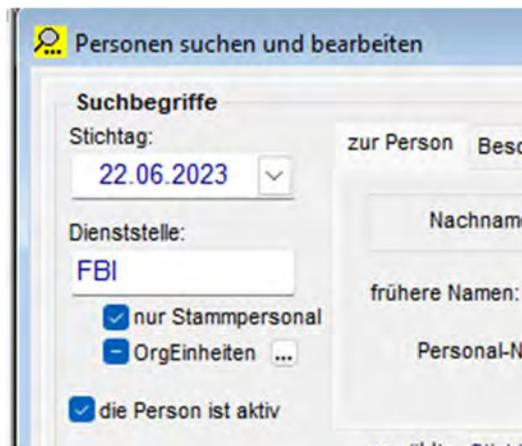 Personen suchen und bearbeiten
Suchbegriffe
Stichtag:
22.06.2023
Dienststelle:
FBI
nur Stammpersonal
OrgEinheiten ...
die Person ist aktiv
zur Person
Nachname
frühere Namen: